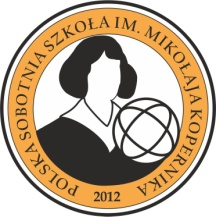 POLSKA SOBOTNIA SZKOŁA IM. MIKOŁAJA KOPERNIKA
2012